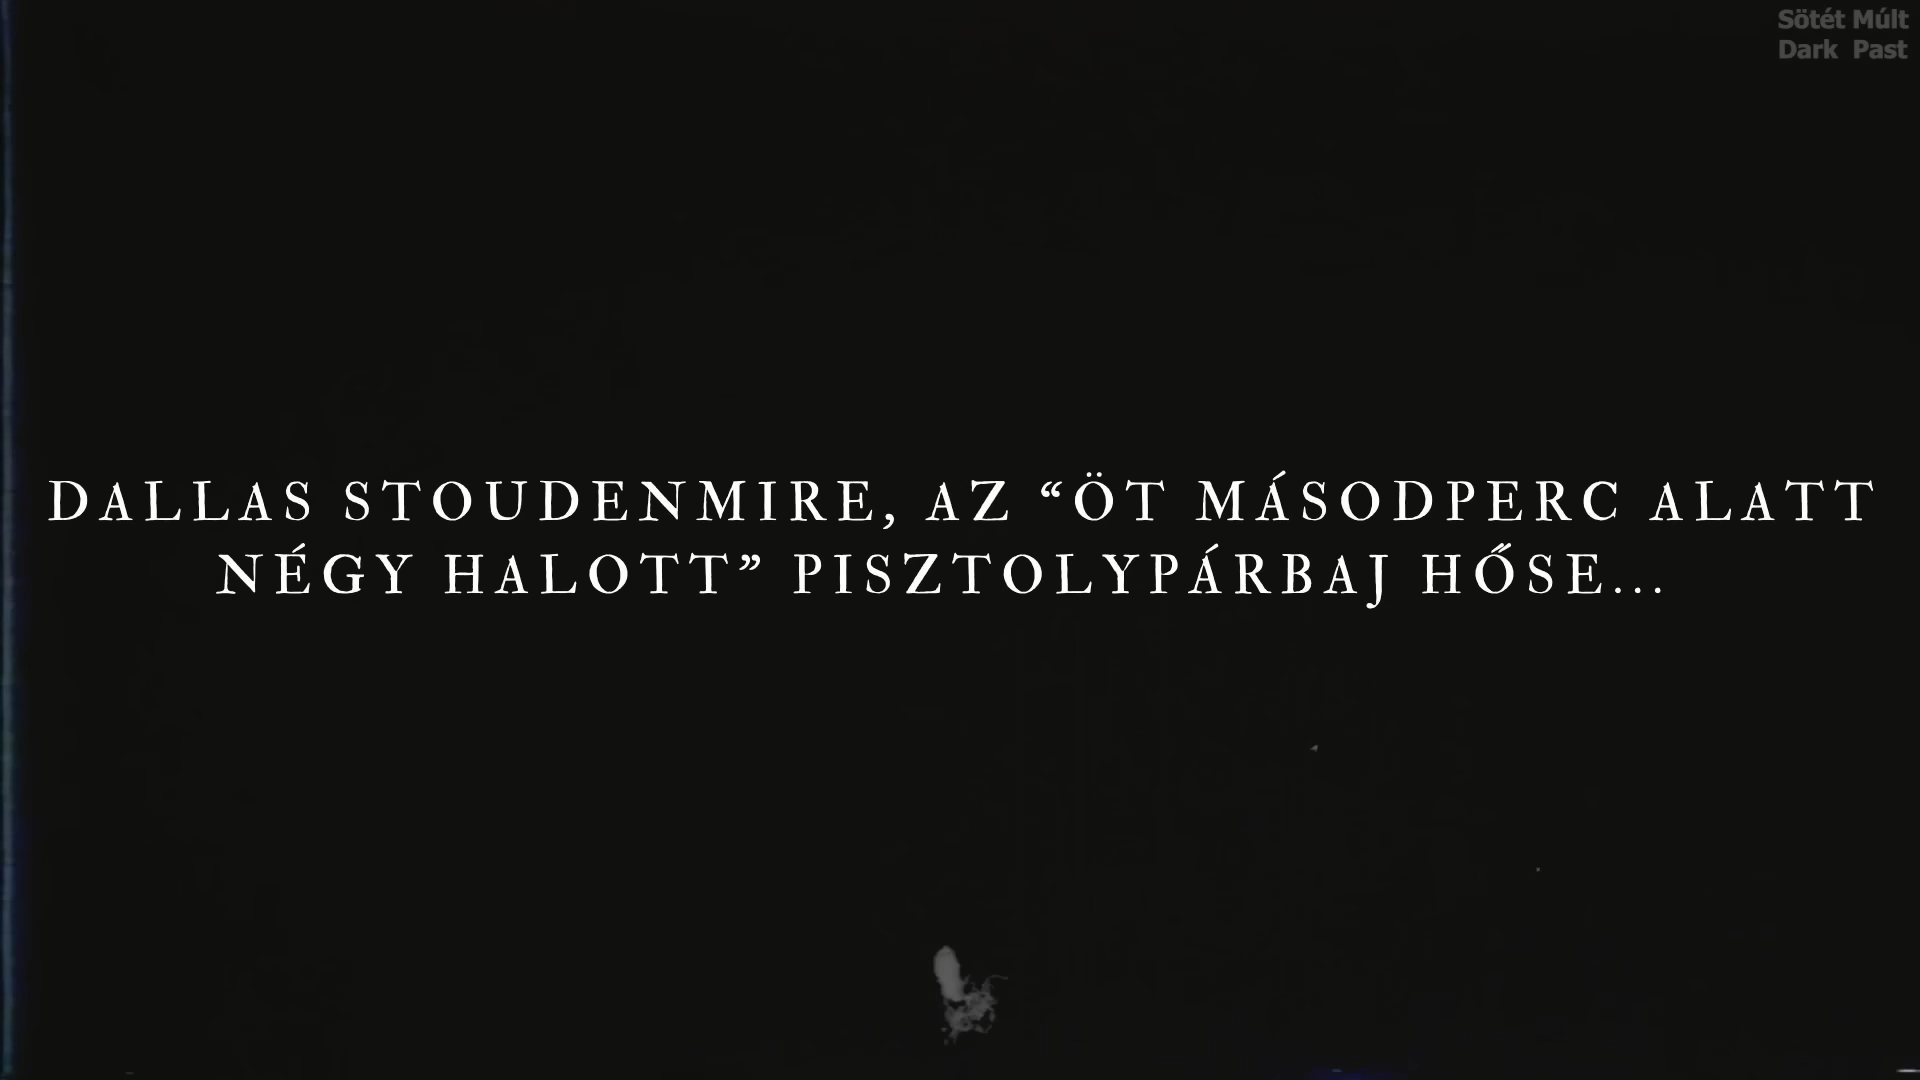 Sötét Múlt
Dark Past
DALLAS STOUDENMIRE, AZ “ÖT MÁSODPERC ALATT
NÉGY HALOTT” PISZTOLYPÁRBAJ HŐSE...